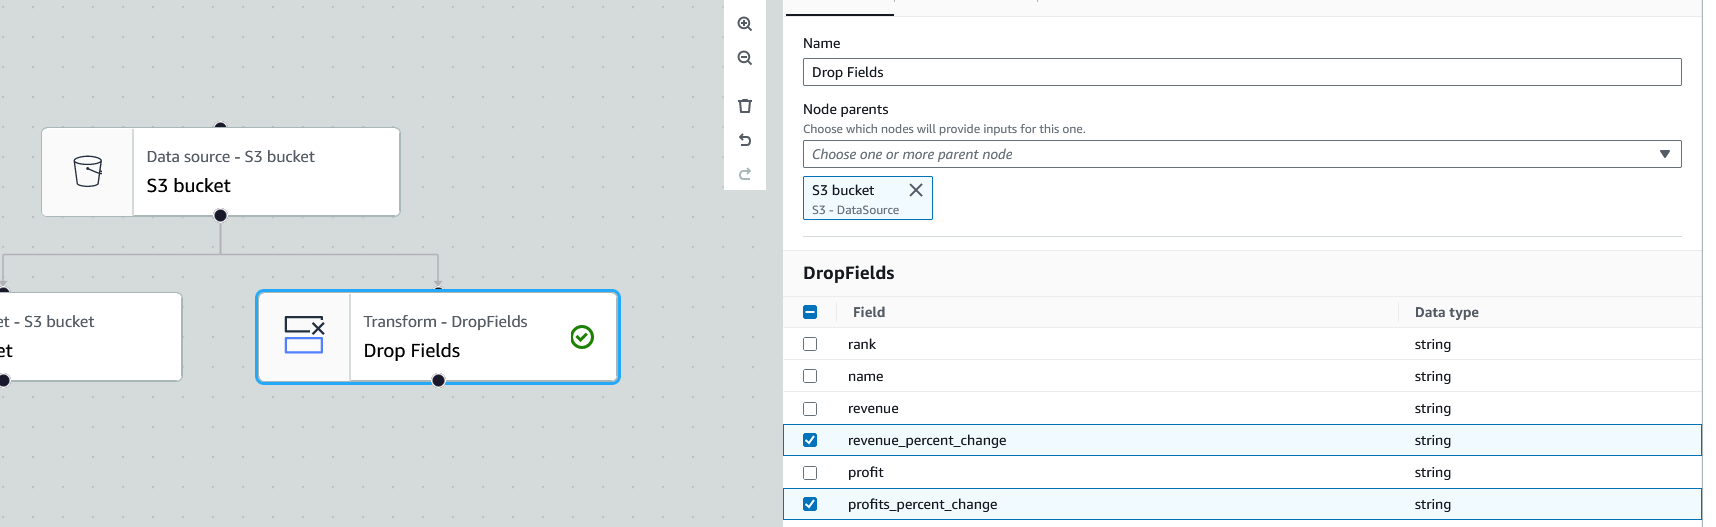 Data source - S3 bucket
S3 bucket
et - S3 bucket
et
Transform - DropFields
Drop Fields
Name
Drop Fields
Node parents
Choose which nodes will provide inputs for this one.
Choose one or more parent node
S3 bucket
S3 - DataSource
DropFields
Field Data type
rank string
name string
revenue string
revenue_percent_change string
profit string
profits_percent_change string